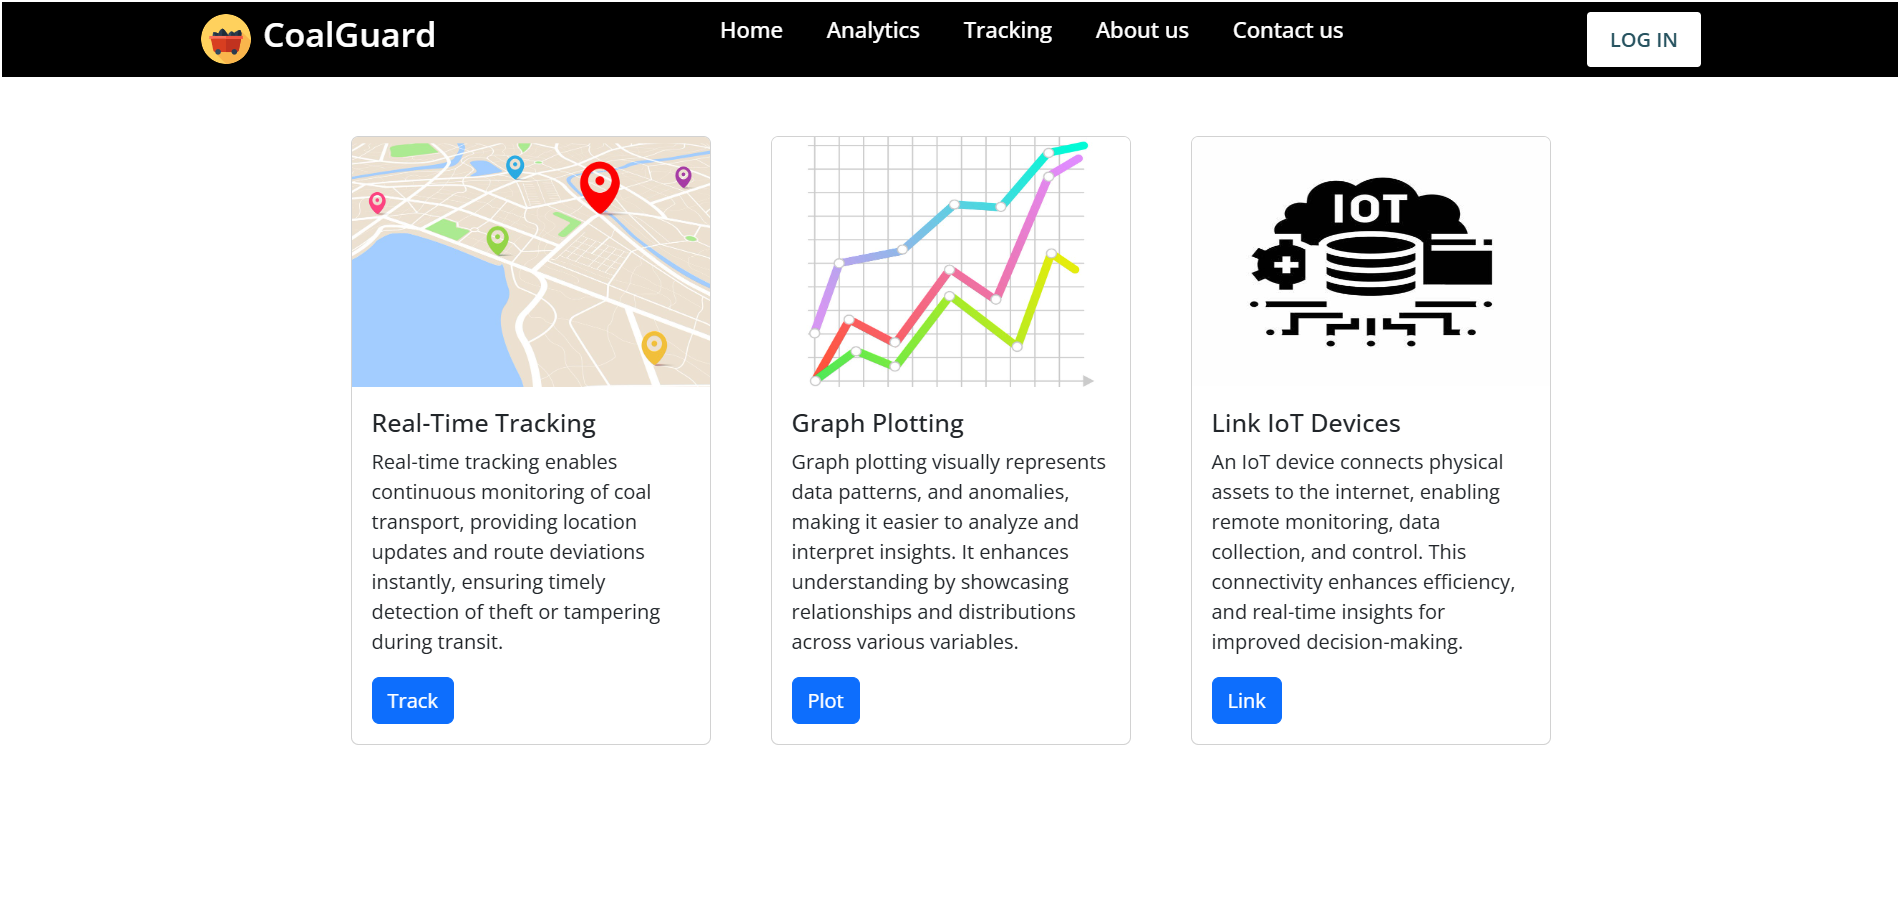 CoalGuard
Home Analytics Tracking About us Contact us
LOG IN
Real-Time Tracking
Real-time tracking enables
continuous monitoring of coal
transport, providing location
updates and route deviations
instantly, ensuring timely
detection of theft or tampering
during transit.
Track
Graph Plotting
Graph plotting visually represents
data patterns, and anomalies,
making it easier to analyze and
interpret insights. It enhances
understanding by showcasing
relationships and distributions
across various variables.
Plot
IOT
Link IoT Devices
An IoT device connects physical
assets to the internet, enabling
remote monitoring, data
collection, and control. This
connectivity enhances efficiency,
and real-time insights for
improved decision-making.
Link